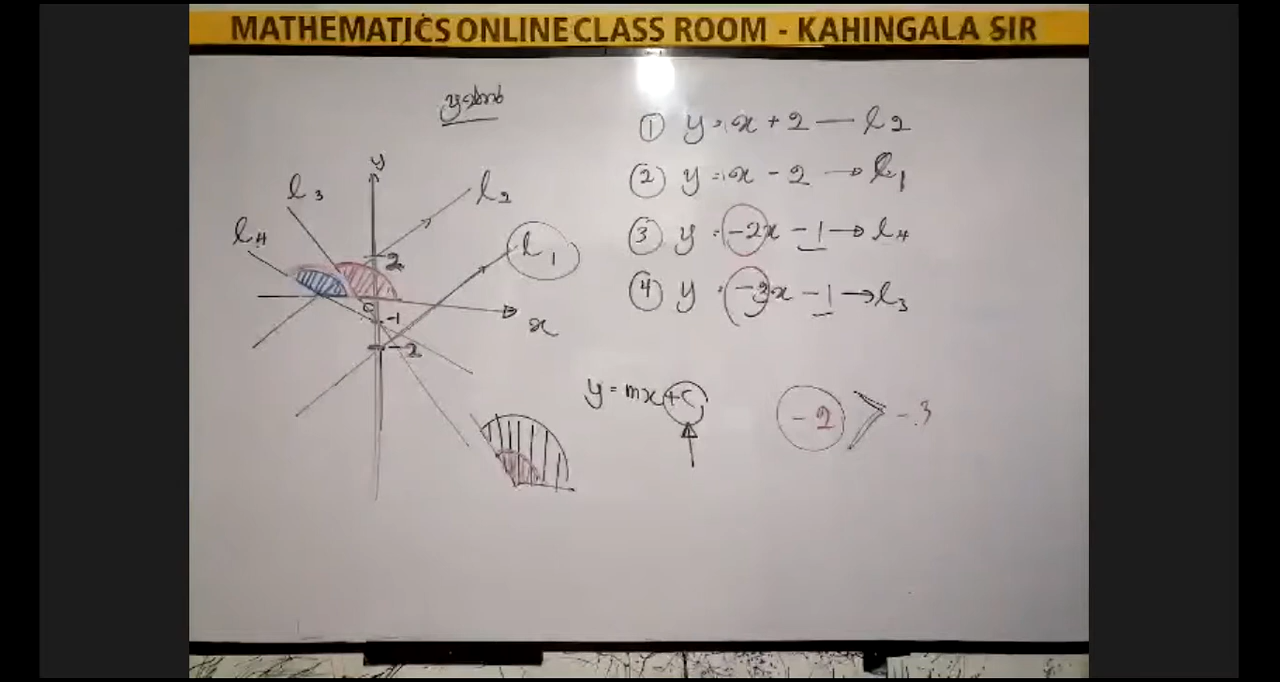 MATHEMATICS ONLINE CLASS ROOM - KAHINGALA SIR
① y = x + 2 — l2
② y = x - 2 → l1
③ y = -2x - 1 → l4
④ y = -3x - 1 → l3
y
l3
l2
l4
l1
2
0
-1
x
-2
y = mx + c
-2 > -3